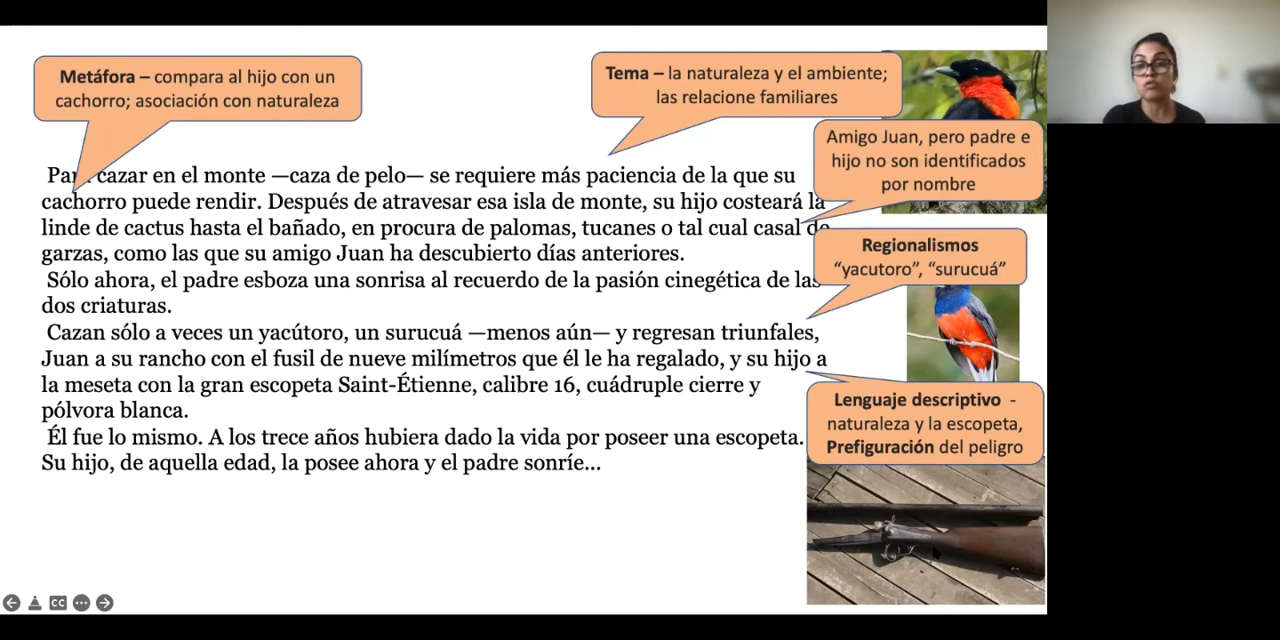 Metáfora – compara al hijo con un
cachorro; asociación con naturaleza
Tema – la naturaleza y el ambiente;
las relacione familiares
Amigo Juan, pero padre e
hijo no son identificados
por nombre
Para cazar en el monte —caza de pelo— se requiere más paciencia de la que su
cachorro puede rendir. Después de atravesar esa isla de monte, su hijo costeará la
linde de cactus hasta el bañado, en procura de palomas, tucanes o tal cual casal de
garzas, como las que su amigo Juan ha descubierto días anteriores.
Sólo ahora, el padre esboza una sonrisa al recuerdo de la pasión cinegética de las
dos criaturas.
Cazan sólo a veces un yacútoro, un surucuá —menos aún— y regresan triunfales,
Juan a su rancho con el fusil de nueve milímetros que él le ha regalado, y su hijo a
la meseta con la gran escopeta Saint-Étienne, calibre 16, cuádruple cierre y
pólvora blanca.
Él fue lo mismo. A los trece años hubiera dado la vida por poseer una escopeta.
Su hijo, de aquella edad, la posee ahora y el padre sonríe...
Regionalismos
“yacutoro”, “surucuá”
Lenguaje descriptivo -
naturaleza y la escopeta,
Prefiguración del peligro
CC